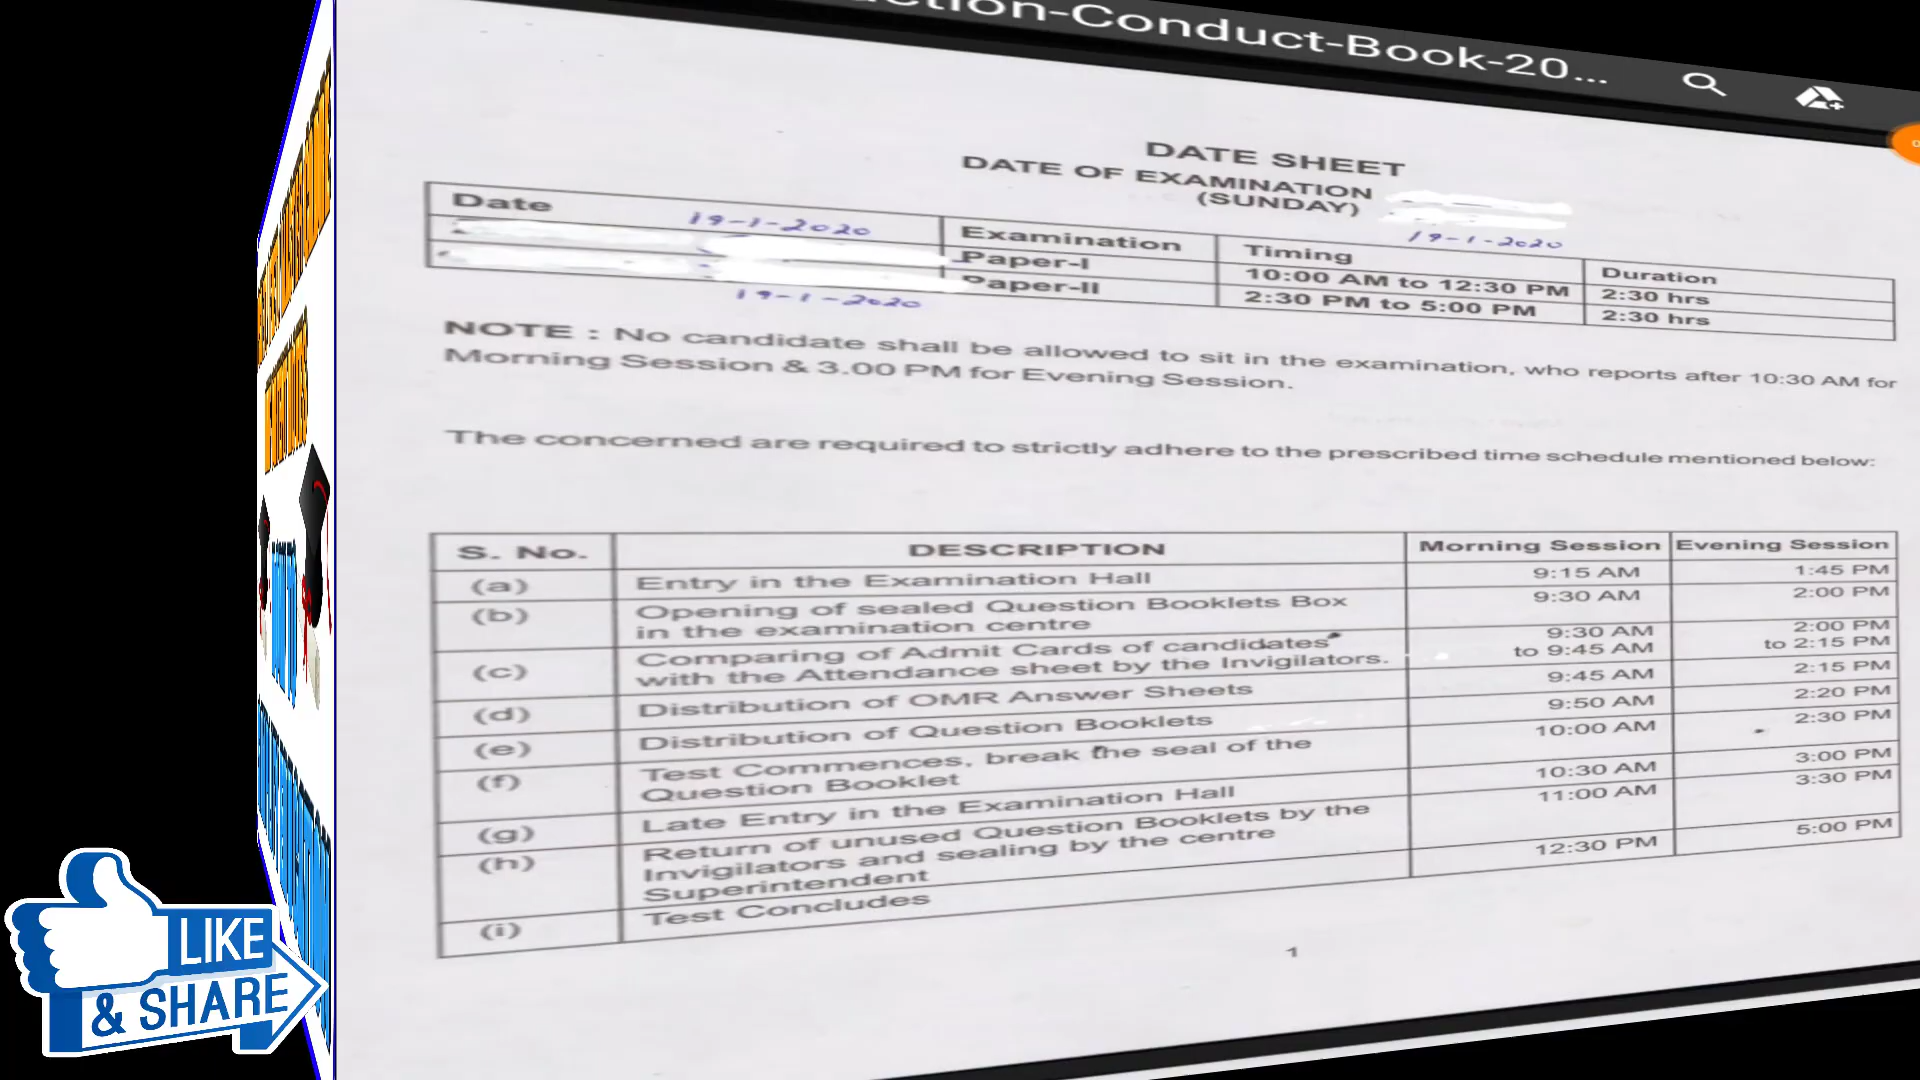 ction-Conduct-Book-20...
DATE SHEET
DATE OF EXAMINATION
(SUNDAY)
19-1-2020
Date Examination Timing Duration
19-1-2020 Paper-I 10:00 AM to 12:30 PM 2:30 hrs
Paper-II 2:30 PM to 5:00 PM 2:30 hrs
19-1-2020
NOTE : No candidate shall be allowed to sit in the examination, who reports after 10:30 AM for
Morning Session & 3.00 PM for Evening Session.
The concerned are required to strictly adhere to the prescribed time schedule mentioned below:
S. No. DESCRIPTION Morning Session Evening Session
(a) Entry in the Examination Hall 9:15 AM 1:45 PM
(b) Opening of sealed Question Booklets Box 9:30 AM 2:00 PM
in the examination centre
(c) Comparing of Admit Cards of candidates 9:30 AM 2:00 PM
with the Attendance sheet by the Invigilators. to 9:45 AM to 2:15 PM
(d) Distribution of OMR Answer Sheets 9:45 AM 2:15 PM
(e) Distribution of Question Booklets 9:50 AM 2:20 PM
(f) Test Commences, break the seal of the 10:00 AM 2:30 PM
Question Booklet
(g) Late Entry in the Examination Hall 10:30 AM 3:00 PM
(h) Return of unused Question Booklets by the 11:00 AM 3:30 PM
Invigilators and sealing by the centre
Superintendent
(i) Test Concludes 12:30 PM 5:00 PM
1
LIKE
& SHARE